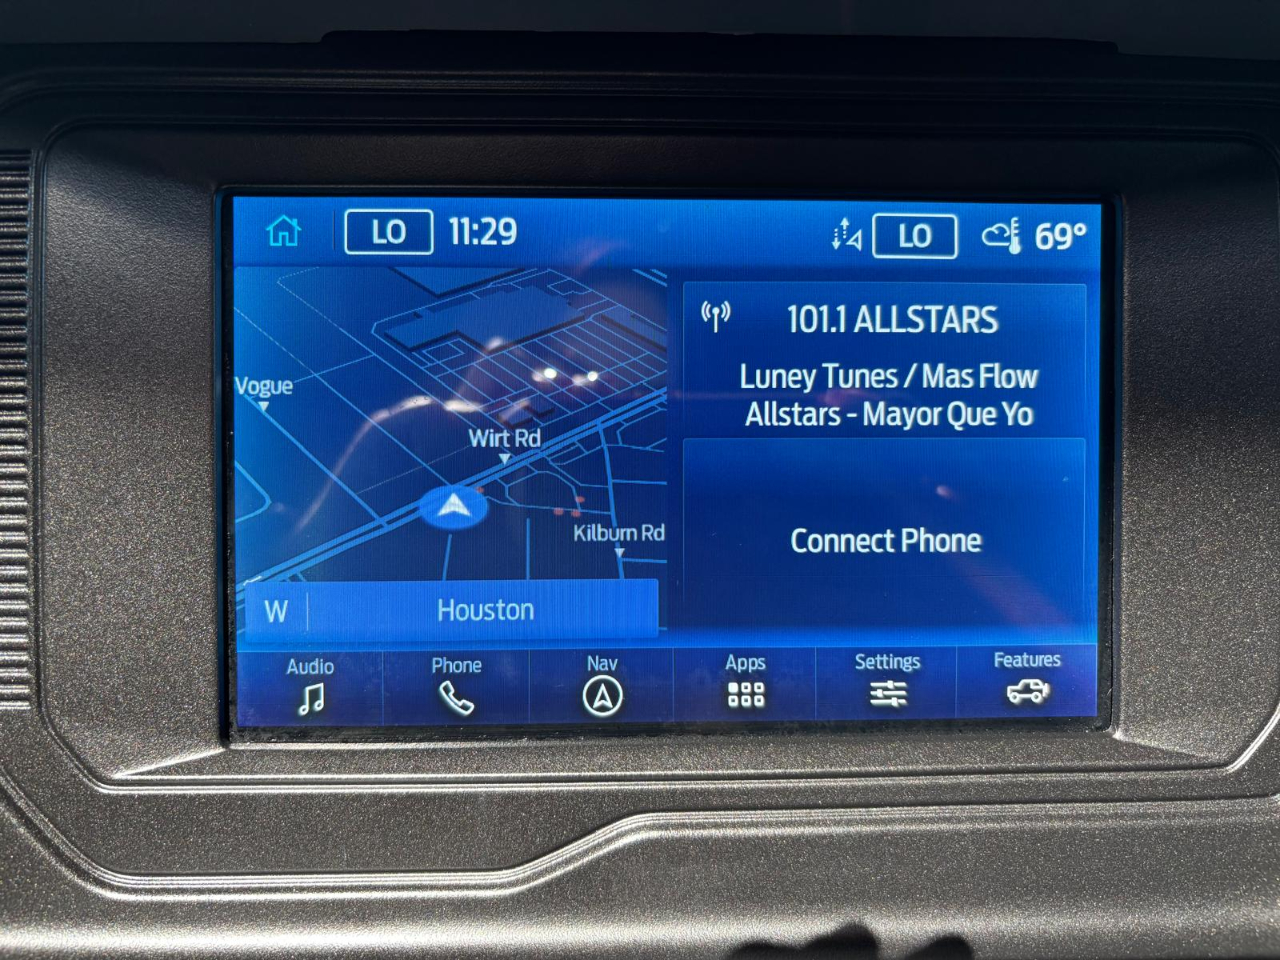 LO 11:29 LO 69°
101.1 ALLSTARS
Luney Tunes / Mas Flow
Allstars - Mayor Que Yo
Vogue
Wirt Rd
Kilburn Rd
Connect Phone
W Houston
Audio Phone Nav Apps Settings Features